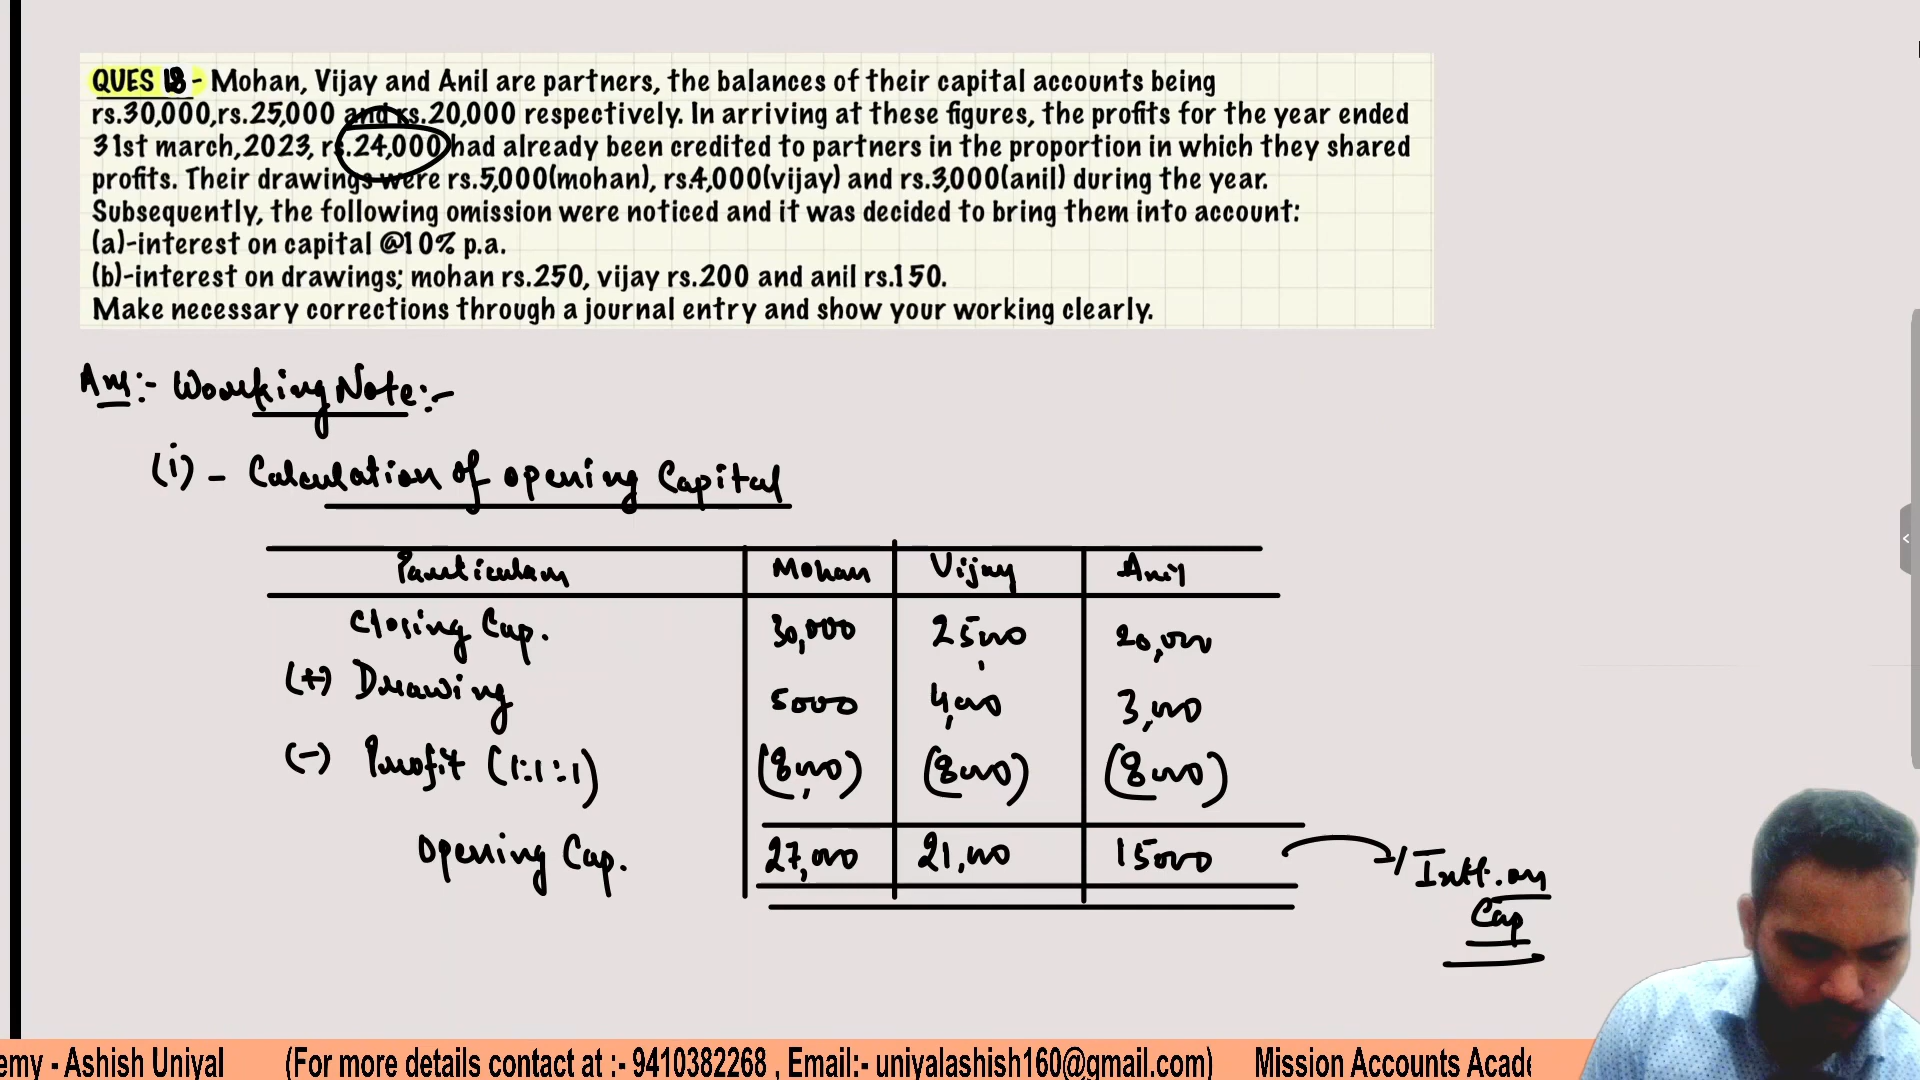 QUES 18 - Mohan, Vijay and Anil are partners, the balances of their capital accounts being
rs.30,000,rs.25,000 and rs.20,000 respectively. In arriving at these figures, the profits for the year ended
31st march,2023, rs.24,000 had already been credited to partners in the proportion in which they shared
profits. Their drawings were rs.5,000(mohan), rs.4,000(vijay) and rs.3,000(anil) during the year.
Subsequently, the following omission were noticed and it was decided to bring them into account:
(a)-interest on capital @10% p.a.
(b)-interest on drawings; mohan rs.250, vijay rs.200 and anil rs.150.
Make necessary corrections through a journal entry and show your working clearly.
Ans:- Working Note:-
(i) - Calculation of opening Capital
Particulars Mohan Vijay Anil
Closing Cap. 30,000 25,000 20,000
(+) Drawing 5000 4,000 3,000
(-) Profit (1:1:1) (8,000) (8000) (8000)
Opening Cap. 27,000 21,000 15000
Intt. on
Cap
emy - Ashish Uniyal (For more details contact at :- 9410382268 , Email:- uniyalashish160@gmail.com) Mission Accounts Acade